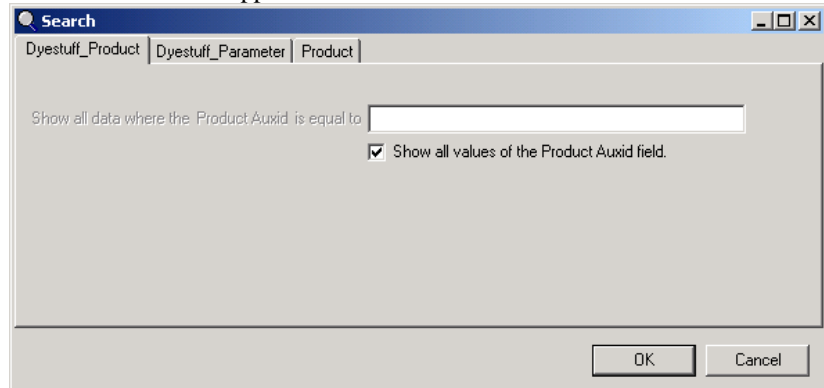 Search
Dyestuff_Product Dyestuff_Parameter Product
Show all data where the Product Auxid is equal to
Show all values of the Product Auxid field.
OK Cancel